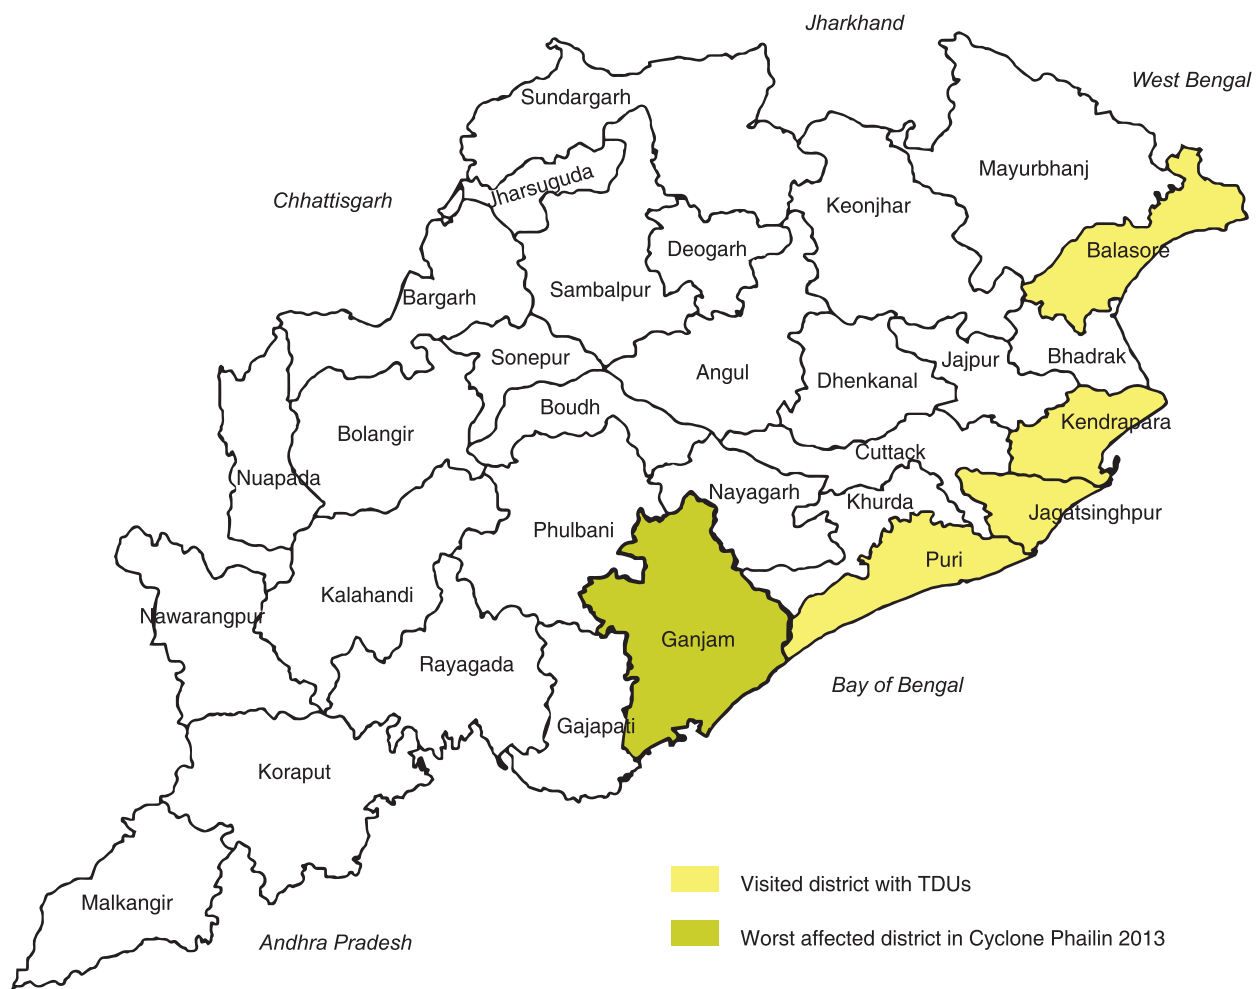 Jharkhand
West Bengal
Sundargarh
Mayurbhanj
Jharsuguda
Chhattisgarh
Keonjhar
Deogarh
Balasore
Sambalpur
Bargarh
Sonepur
Bhadrak
Jajpur
Angul
Dhenkanal
Boudh
Kendrapara
Bolangir
Cuttack
Nuapada
Nayagarh
Khurda
Jagatsinghpur
Phulbani
Puri
Kalahandi
Nawarangpur
Ganjam
Rayagada
Bay of Bengal
Gajapati
Koraput
Visited district with TDUs
Malkangir
Worst affected district in Cyclone Phailin 2013
Andhra Pradesh